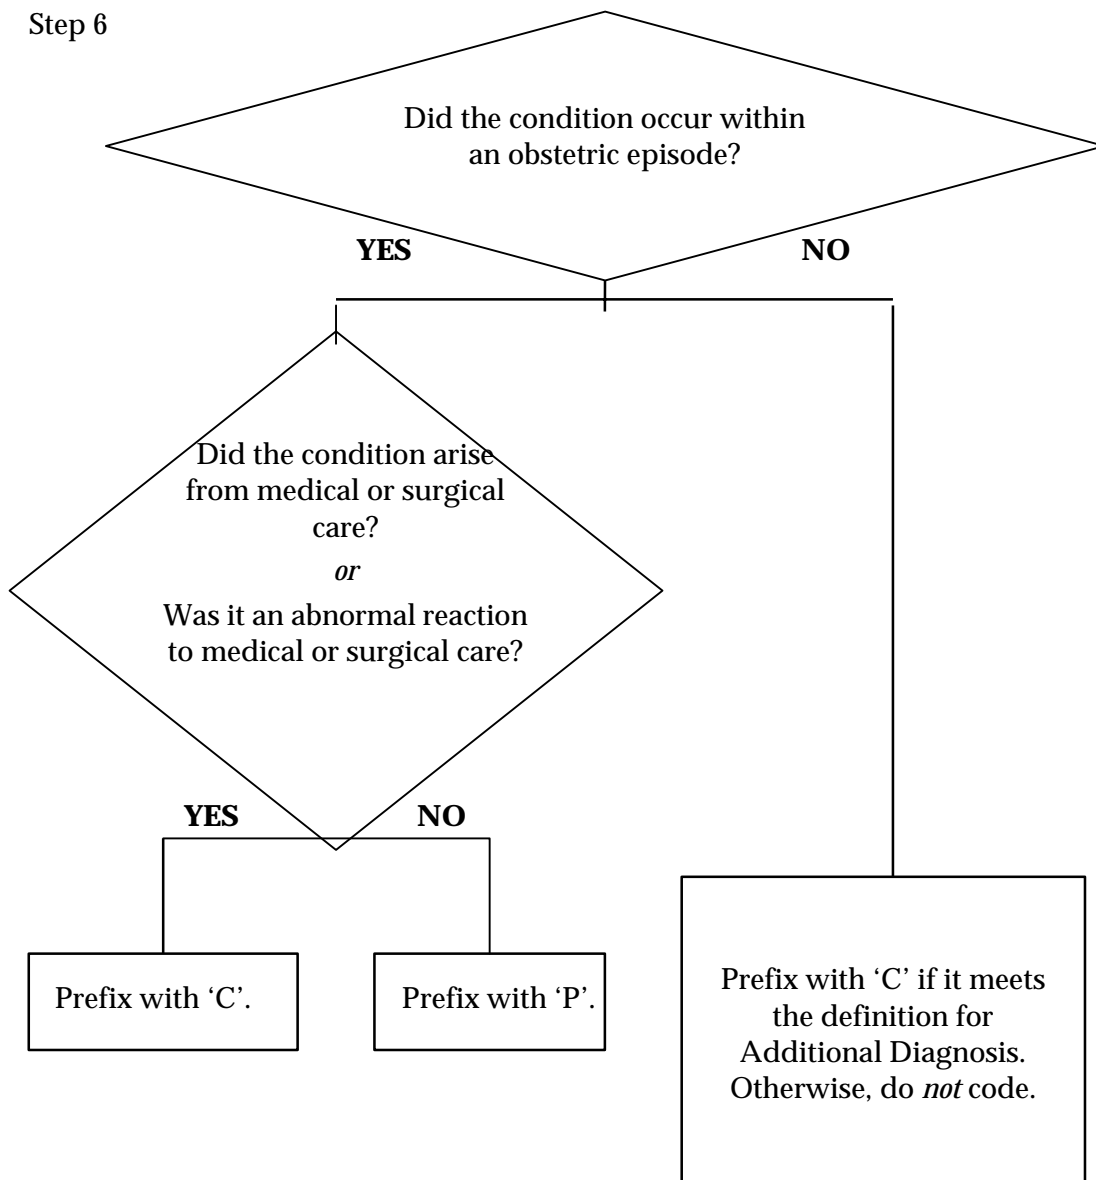 Step 6
Did the condition occur within
an obstetric episode?
YES
NO
Did the condition arise
from medical or surgical
care?
or
Was it an abnormal reaction
to medical or surgical care?
YES
NO
Prefix with ‘C’.
Prefix with ‘P’.
Prefix with ‘C’ if it meets
the definition for
Additional Diagnosis.
Otherwise, do not code.